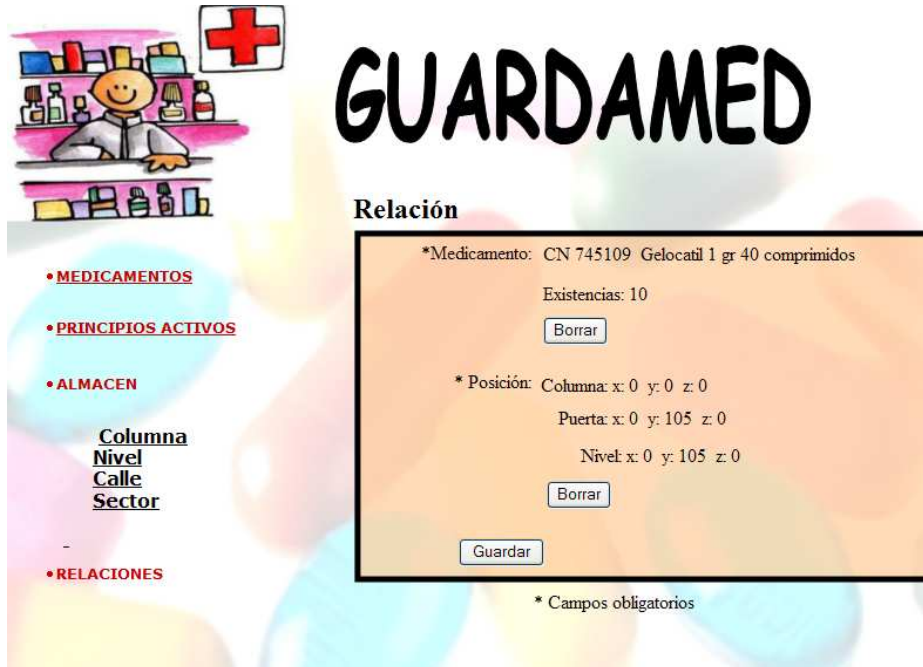 GUARDAMED
Relación
*Medicamento: CN 745109 Gelocatil 1 gr 40 comprimidos
Existencias: 10
Borrar
* Posición: Columna: x: 0 y: 0 z: 0
Puerta: x: 0 y: 105 z: 0
Nivel: x: 0 y: 105 z: 0
Borrar
Guardar
* Campos obligatorios
• MEDICAMENTOS
• PRINCIPIOS ACTIVOS
• ALMACEN
Columna
Nivel
Calle
Sector
• RELACIONES